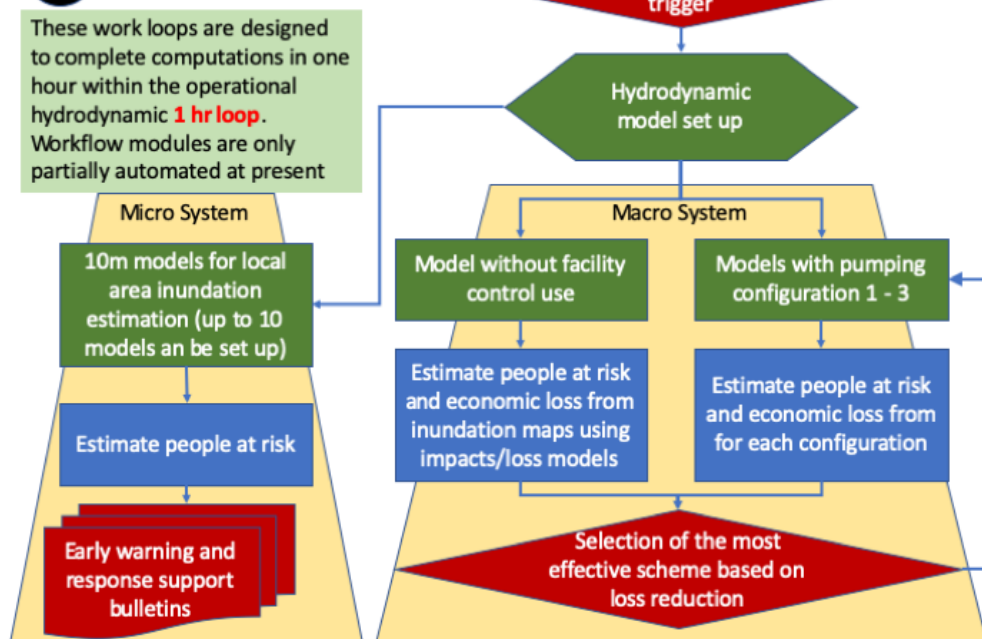 trigger
These work loops are designed
to complete computations in one
hour within the operational
hydrodynamic 1 hr loop.
Workflow modules are only
partially automated at present
Hydrodynamic
model set up
Micro System
Macro System
10m models for local
area inundation
estimation (up to 10
models an be set up)
Model without facility
control use
Models with pumping
configuration 1 - 3
Estimate people at risk
Estimate people at risk
and economic loss from
inundation maps using
impacts/loss models
Estimate people at risk
and economic loss from
for each configuration
Early warning and
response support
bulletins
Selection of the most
effective scheme based on
loss reduction